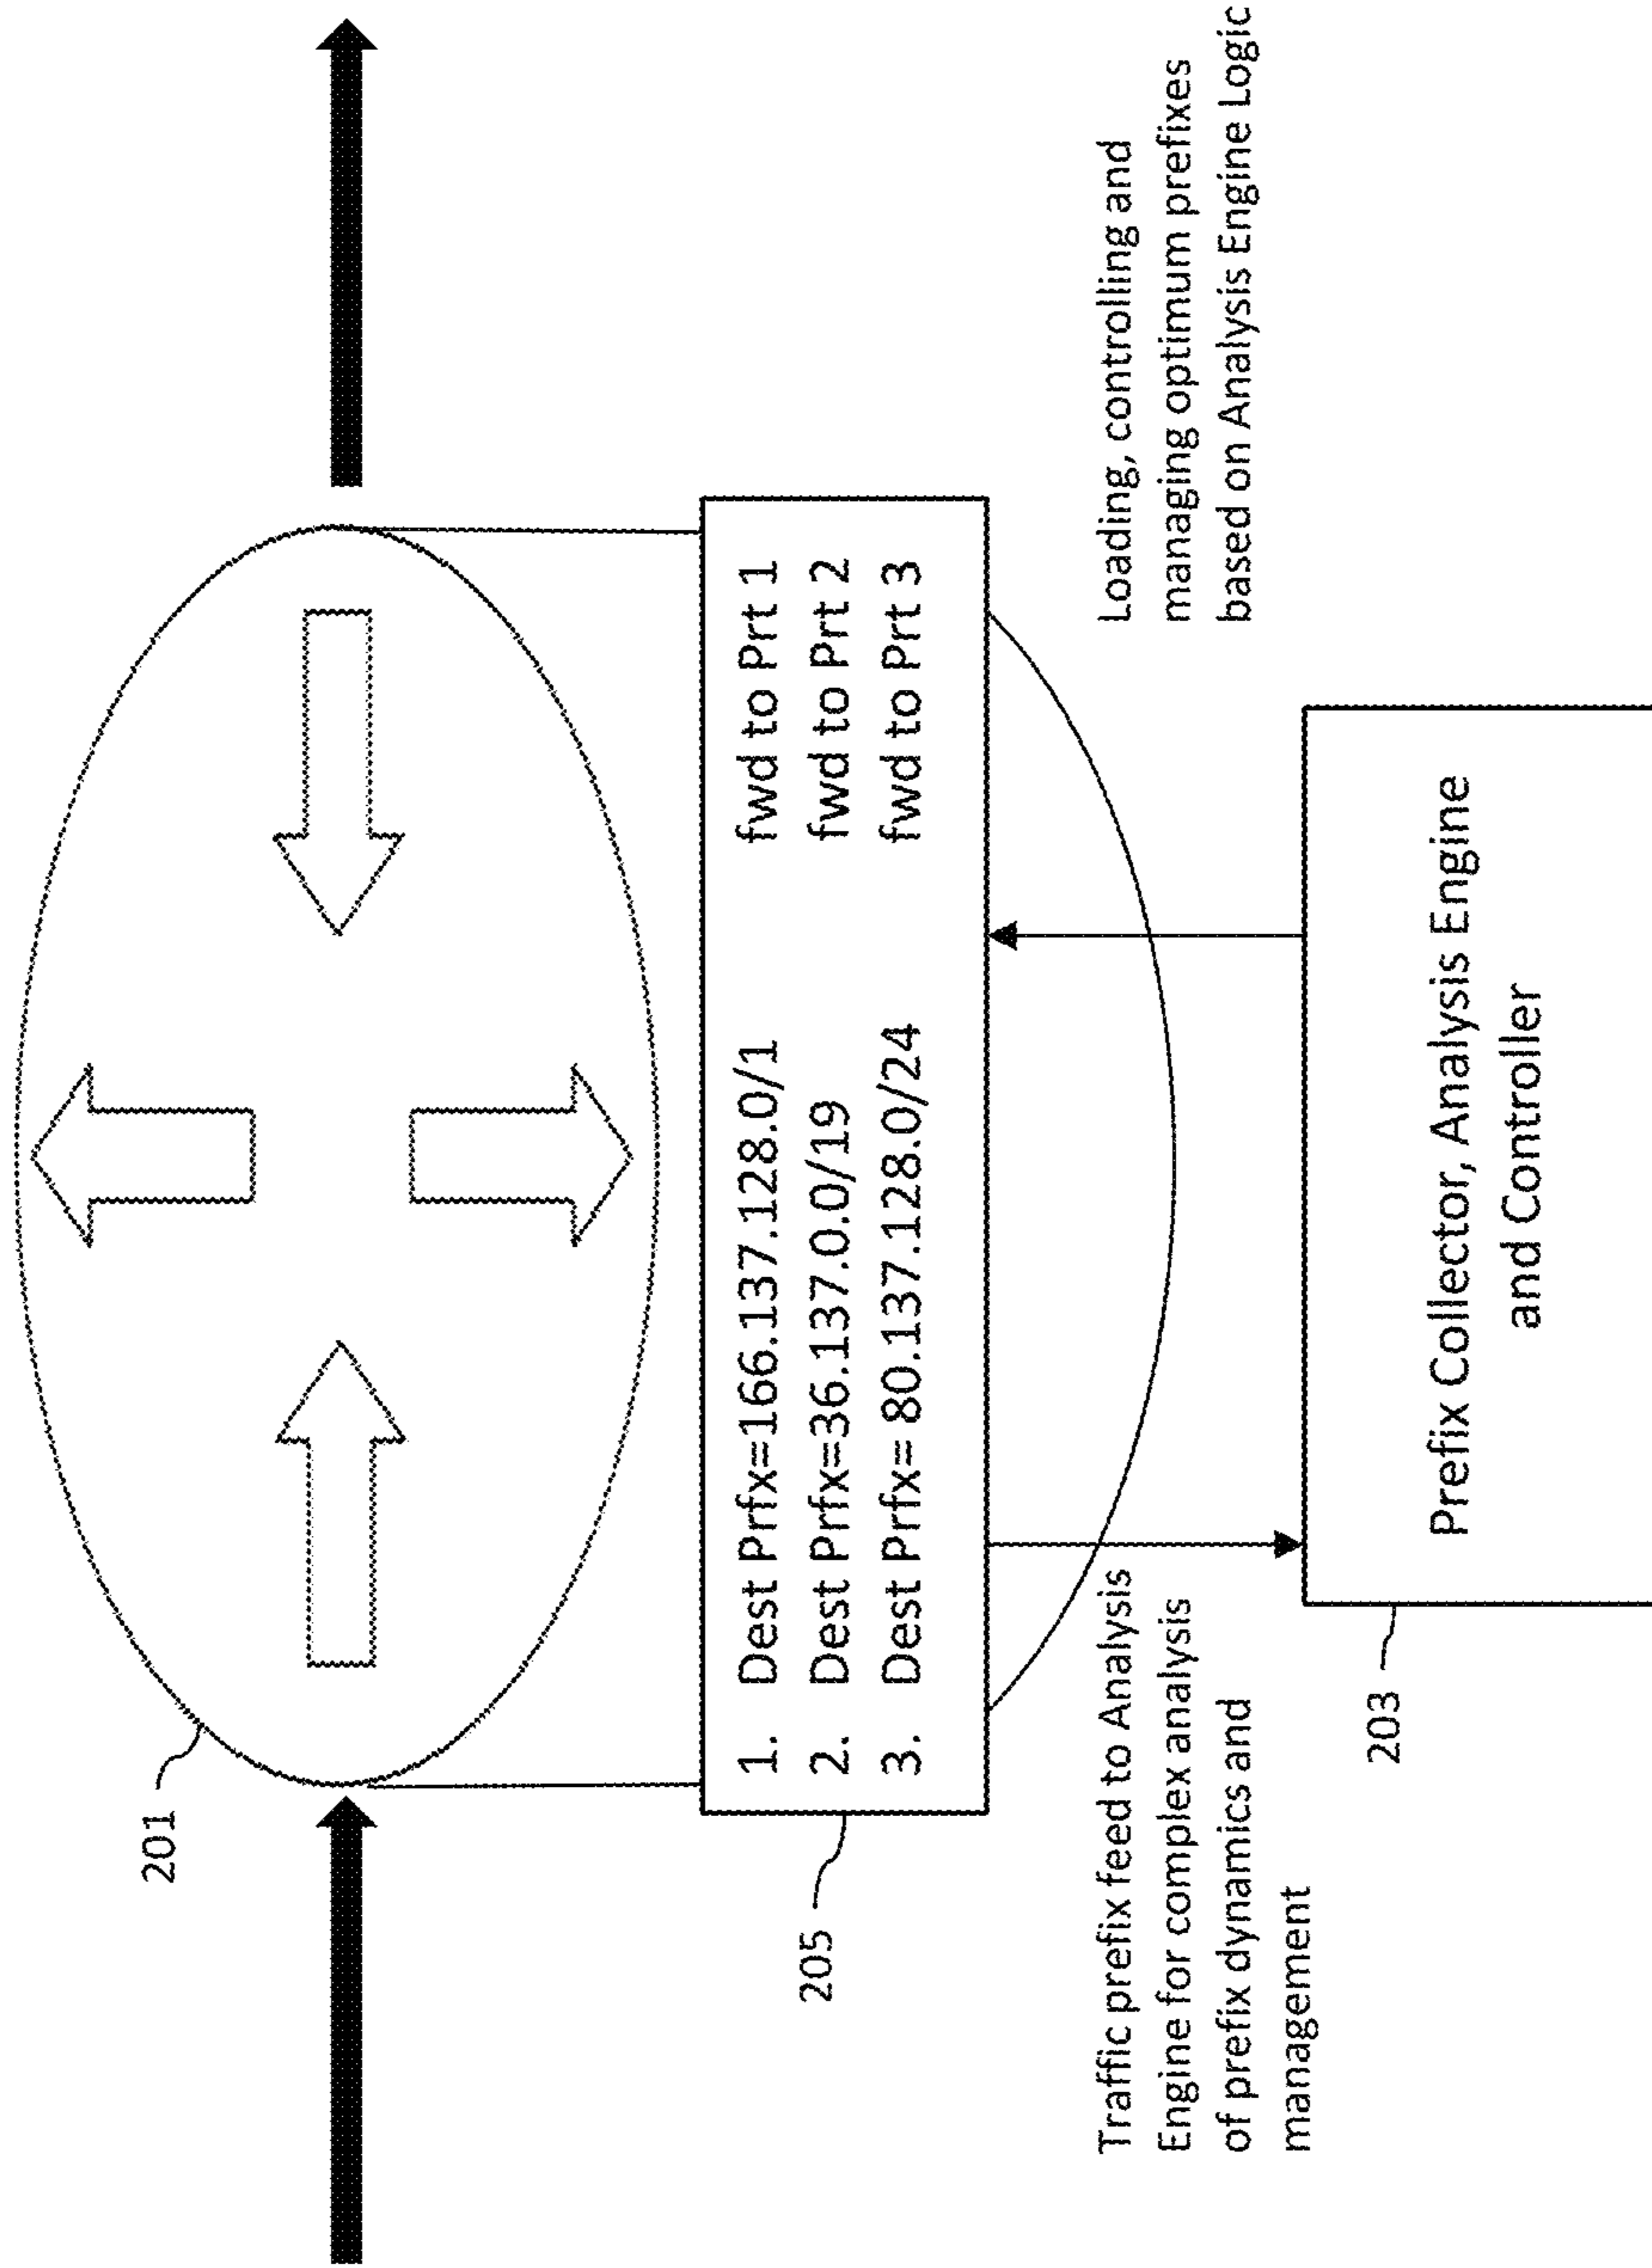 201
1. Dest Prfx=166.137.128.0/1 fwd to Prt 1
2. Dest Prfx=36.137.0.0/19 fwd to Prt 2
3. Dest Prfx= 80.137.128.0/24 fwd to Prt 3
205
Traffic prefix feed to Analysis
Engine for complex analysis
of prefix dynamics and
management
Loading, controlling and
managing optimum prefixes
based on Analysis Engine Logic
203
Prefix Collector, Analysis Engine
and Controller